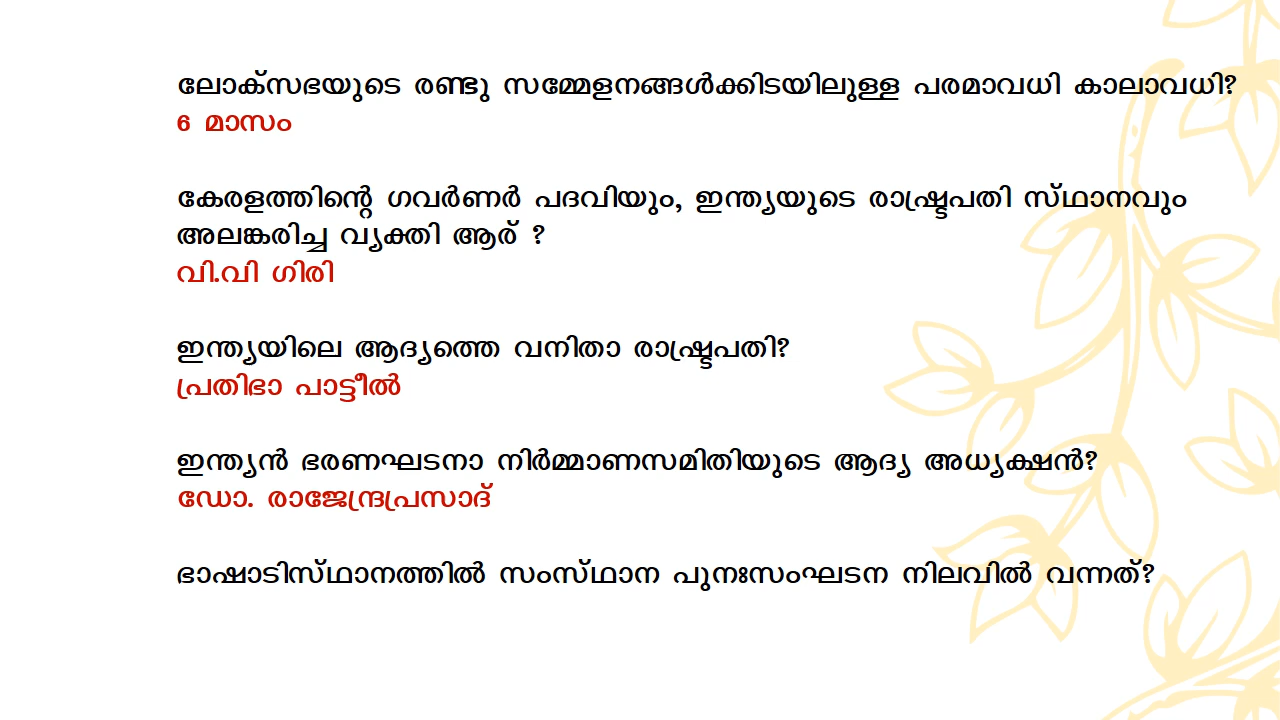 ലോക്സഭയുടെ രണ്ടു സമ്മേളനങ്ങൾക്കിടയിലുള്ള പരമാവധി കാലാവധി?
6 മാസം
കേരളത്തിന്റെ ഗവർണർ പദവിയും, ഇന്ത്യയുടെ രാഷ്ട്രപതി സ്ഥാനവും
അലങ്കരിച്ച വ്യക്തി ആര് ?
വി.വി ഗിരി
ഇന്ത്യയിലെ ആദ്യത്തെ വനിതാ രാഷ്ട്രപതി?
പ്രതിഭാ പാട്ടീൽ
ഇന്ത്യൻ ഭരണഘടനാ നിർമ്മാണസമിതിയുടെ ആദ്യ അധ്യക്ഷൻ?
ഡോ. രാജേന്ദ്രപ്രസാദ്
ഭാഷാടിസ്ഥാനത്തിൽ സംസ്ഥാന പുനഃസംഘടന നിലവിൽ വന്നത്?